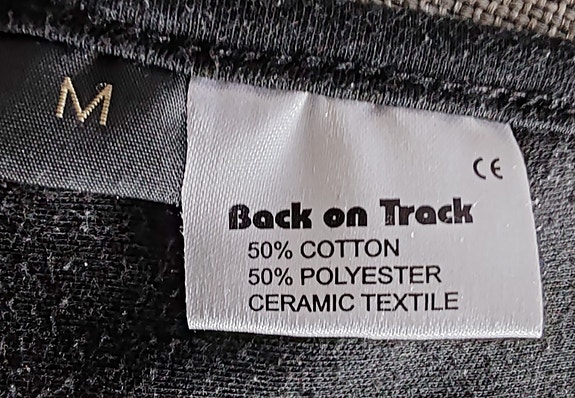 M
CE
Back on Track
50% COTTON
50% POLYESTER
CERAMIC TEXTILE